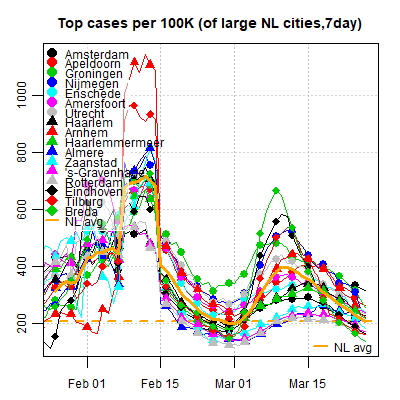 Top cases per 100K (of large NL cities,7day)
Amsterdam
Apeldoorn
Groningen
Nijmegen
Enschede
Amersfoort
Utrecht
Haarlem
Arnhem
Haarlemmermeer
Almere
Zaanstad
's-Gravenhage
Rotterdam
Eindhoven
Tilburg
Breda
NL avg
1000
800
600
400
200
NL avg
Feb 01 Feb 15 Mar 01 Mar 15